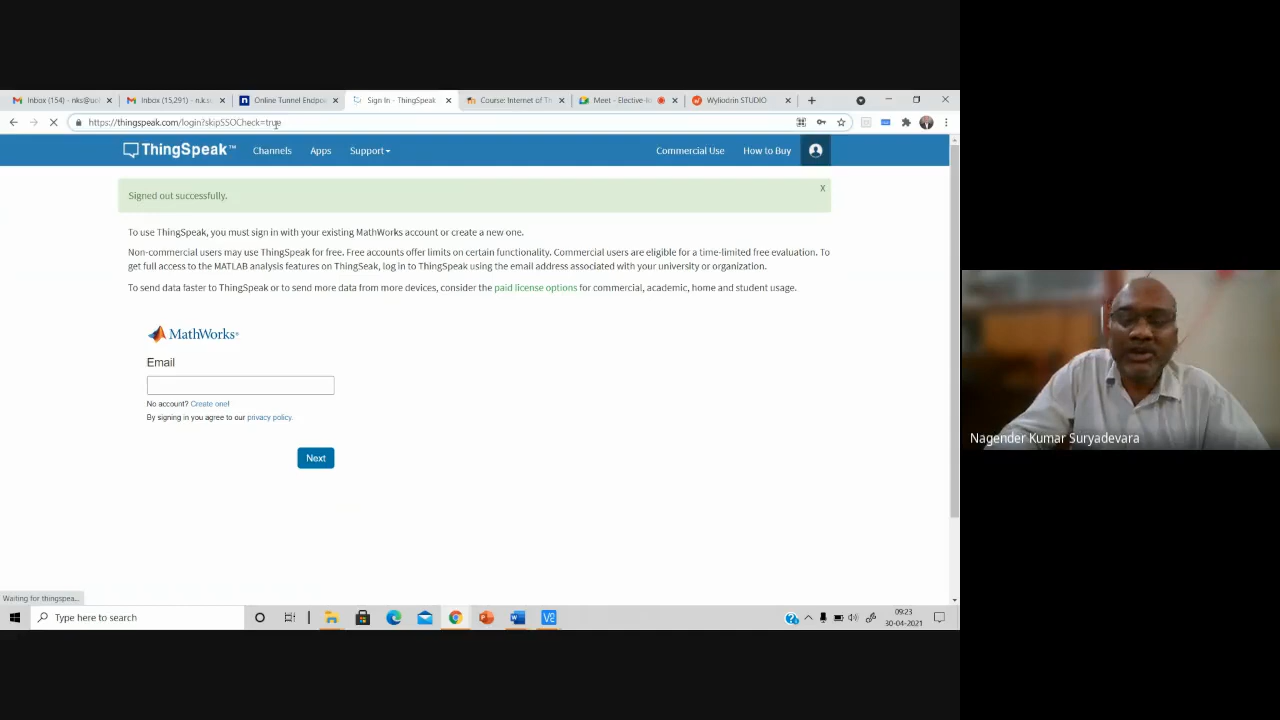 Inbox (154) - nks@uo
Inbox (15,291) - n.k.su
Online Tunnel Endpo
Sign In - ThingSpeak
Course: Internet of Th
Meet - Elective-I
Wyliodrin STUDIO
https://thingspeak.com/login?skipSSOCheck=true
ThingSpeak™
Channels
Apps
Support
Commercial Use
How to Buy
Signed out successfully.
X
To use ThingSpeak, you must sign in with your existing MathWorks account or create a new one.
Non-commercial users may use ThingSpeak for free. Free accounts offer limits on certain functionality. Commercial users are eligible for a time-limited free evaluation. To
get full access to the MATLAB analysis features on ThingSeak, log in to ThingSpeak using the email address associated with your university or organization.
To send data faster to ThingSpeak or to send more data from more devices, consider the paid license options for commercial, academic, home and student usage.
MathWorks®
Email
No account? Create one!
By signing in you agree to our privacy policy.
Next
Nagender Kumar Suryadevara
Waiting for thingspea...
Type here to search
09:23
30-04-2021